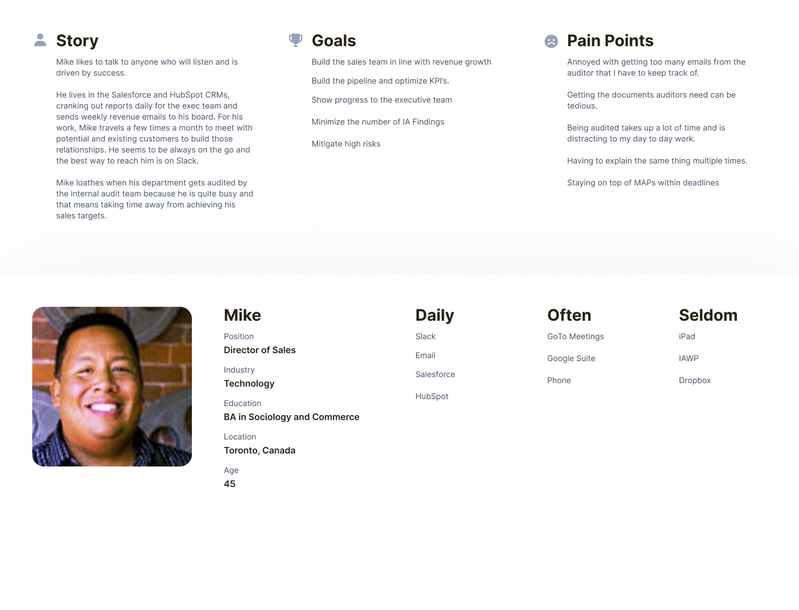 Story
Mike likes to talk to anyone who will listen and is
driven by success.
He lives in the Salesforce and HubSpot CRMs,
cranking out reports daily for the exec team and
sends weekly revenue emails to his board. For his
work, Mike travels a few times a month to meet with
potential and existing customers to build those
relationships. He seems to be always on the go and
the best way to reach him is on Slack.
Mike loathes when his department gets audited by
the internal audit team because he is quite busy and
that means taking time away from achieving his
sales targets.
Goals
Build the sales team in line with revenue growth
Build the pipeline and optimize KPI's.
Show progress to the executive team
Minimize the number of IA Findings
Mitigate high risks
Pain Points
Annoyed with getting too many emails from the
auditor that I have to keep track of.
Getting the documents auditors need can be
tedious.
Being audited takes up a lot of time and is
distracting to my day to day work.
Having to explain the same thing multiple times.
Staying on top of MAPs within deadlines
Mike
Position
Director of Sales
Industry
Technology
Education
BA in Sociology and Commerce
Location
Toronto, Canada
Age
45
Daily
Slack
Email
Salesforce
HubSpot
Often
GoTo Meetings
Google Suite
Phone
Seldom
iPad
IAWP
Dropbox